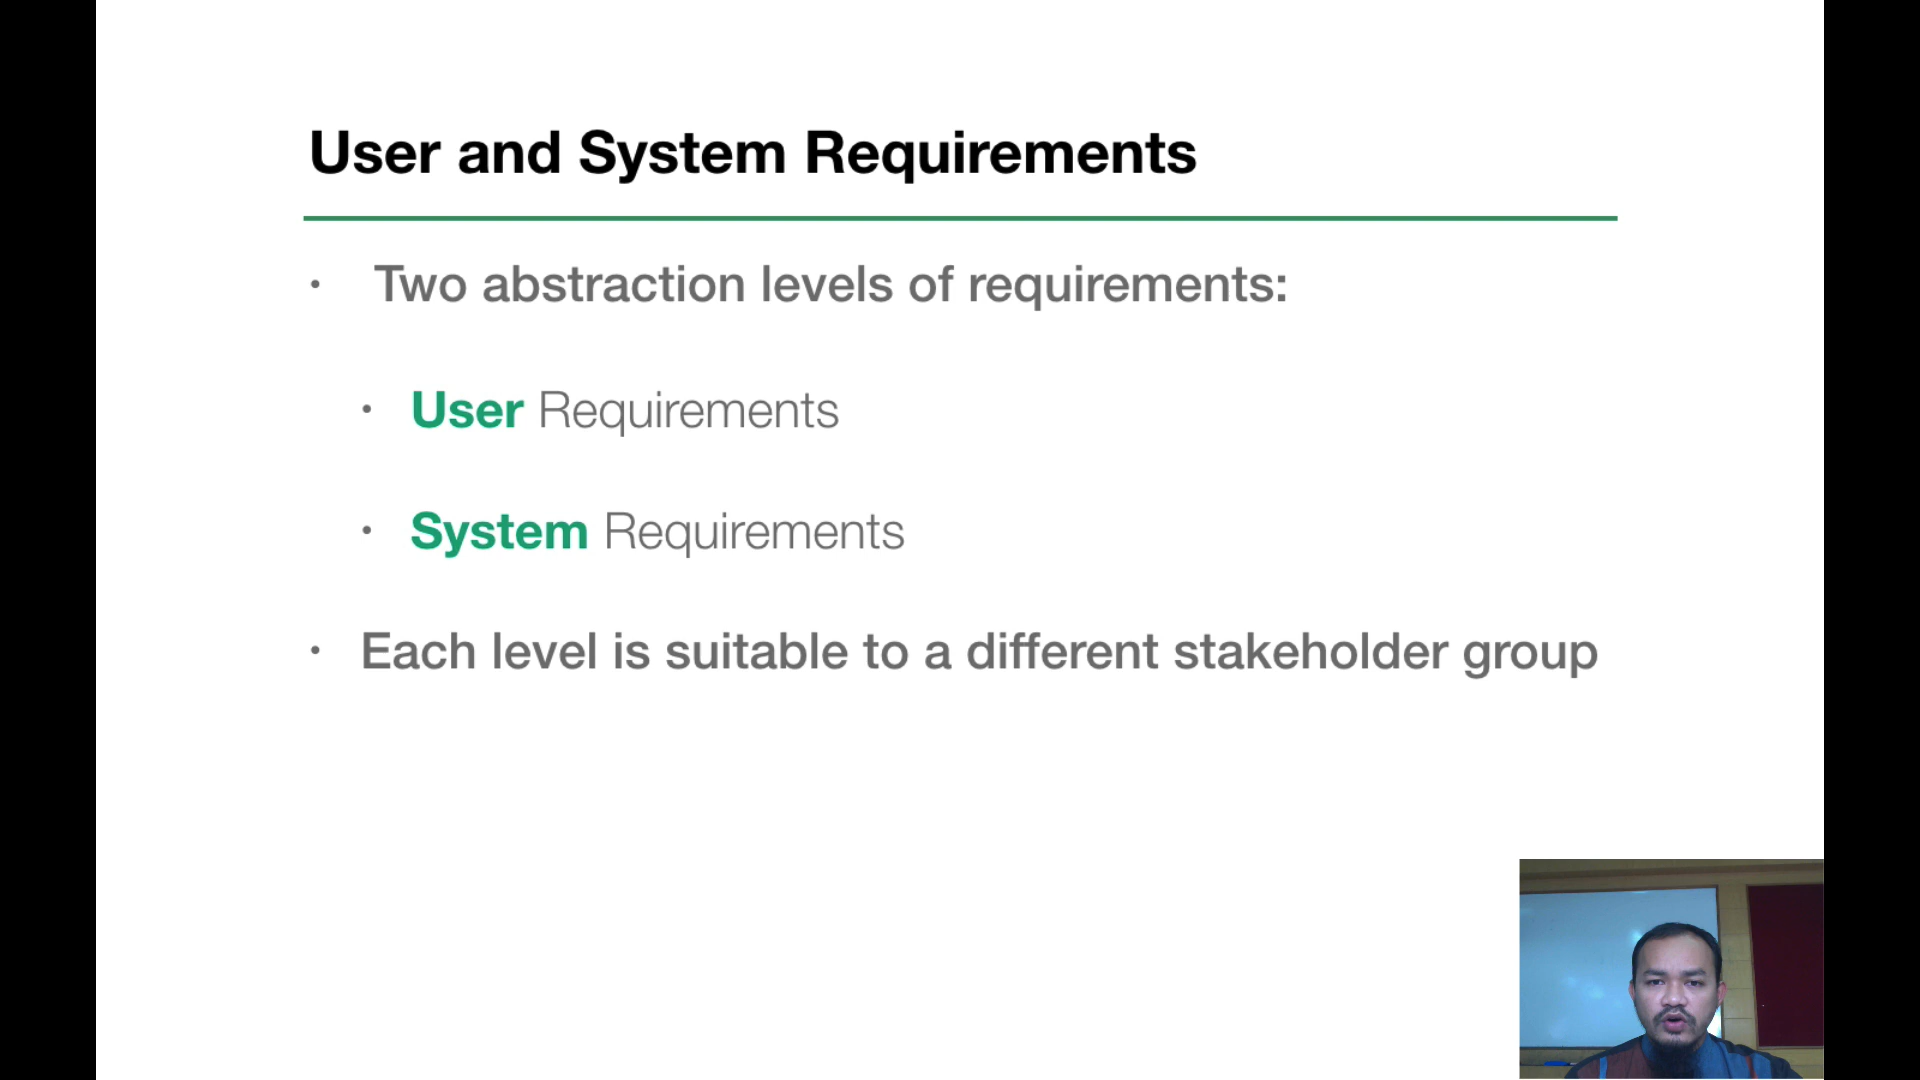 User and System Requirements
• Two abstraction levels of requirements:
• User Requirements
• System Requirements
• Each level is suitable to a different stakeholder group